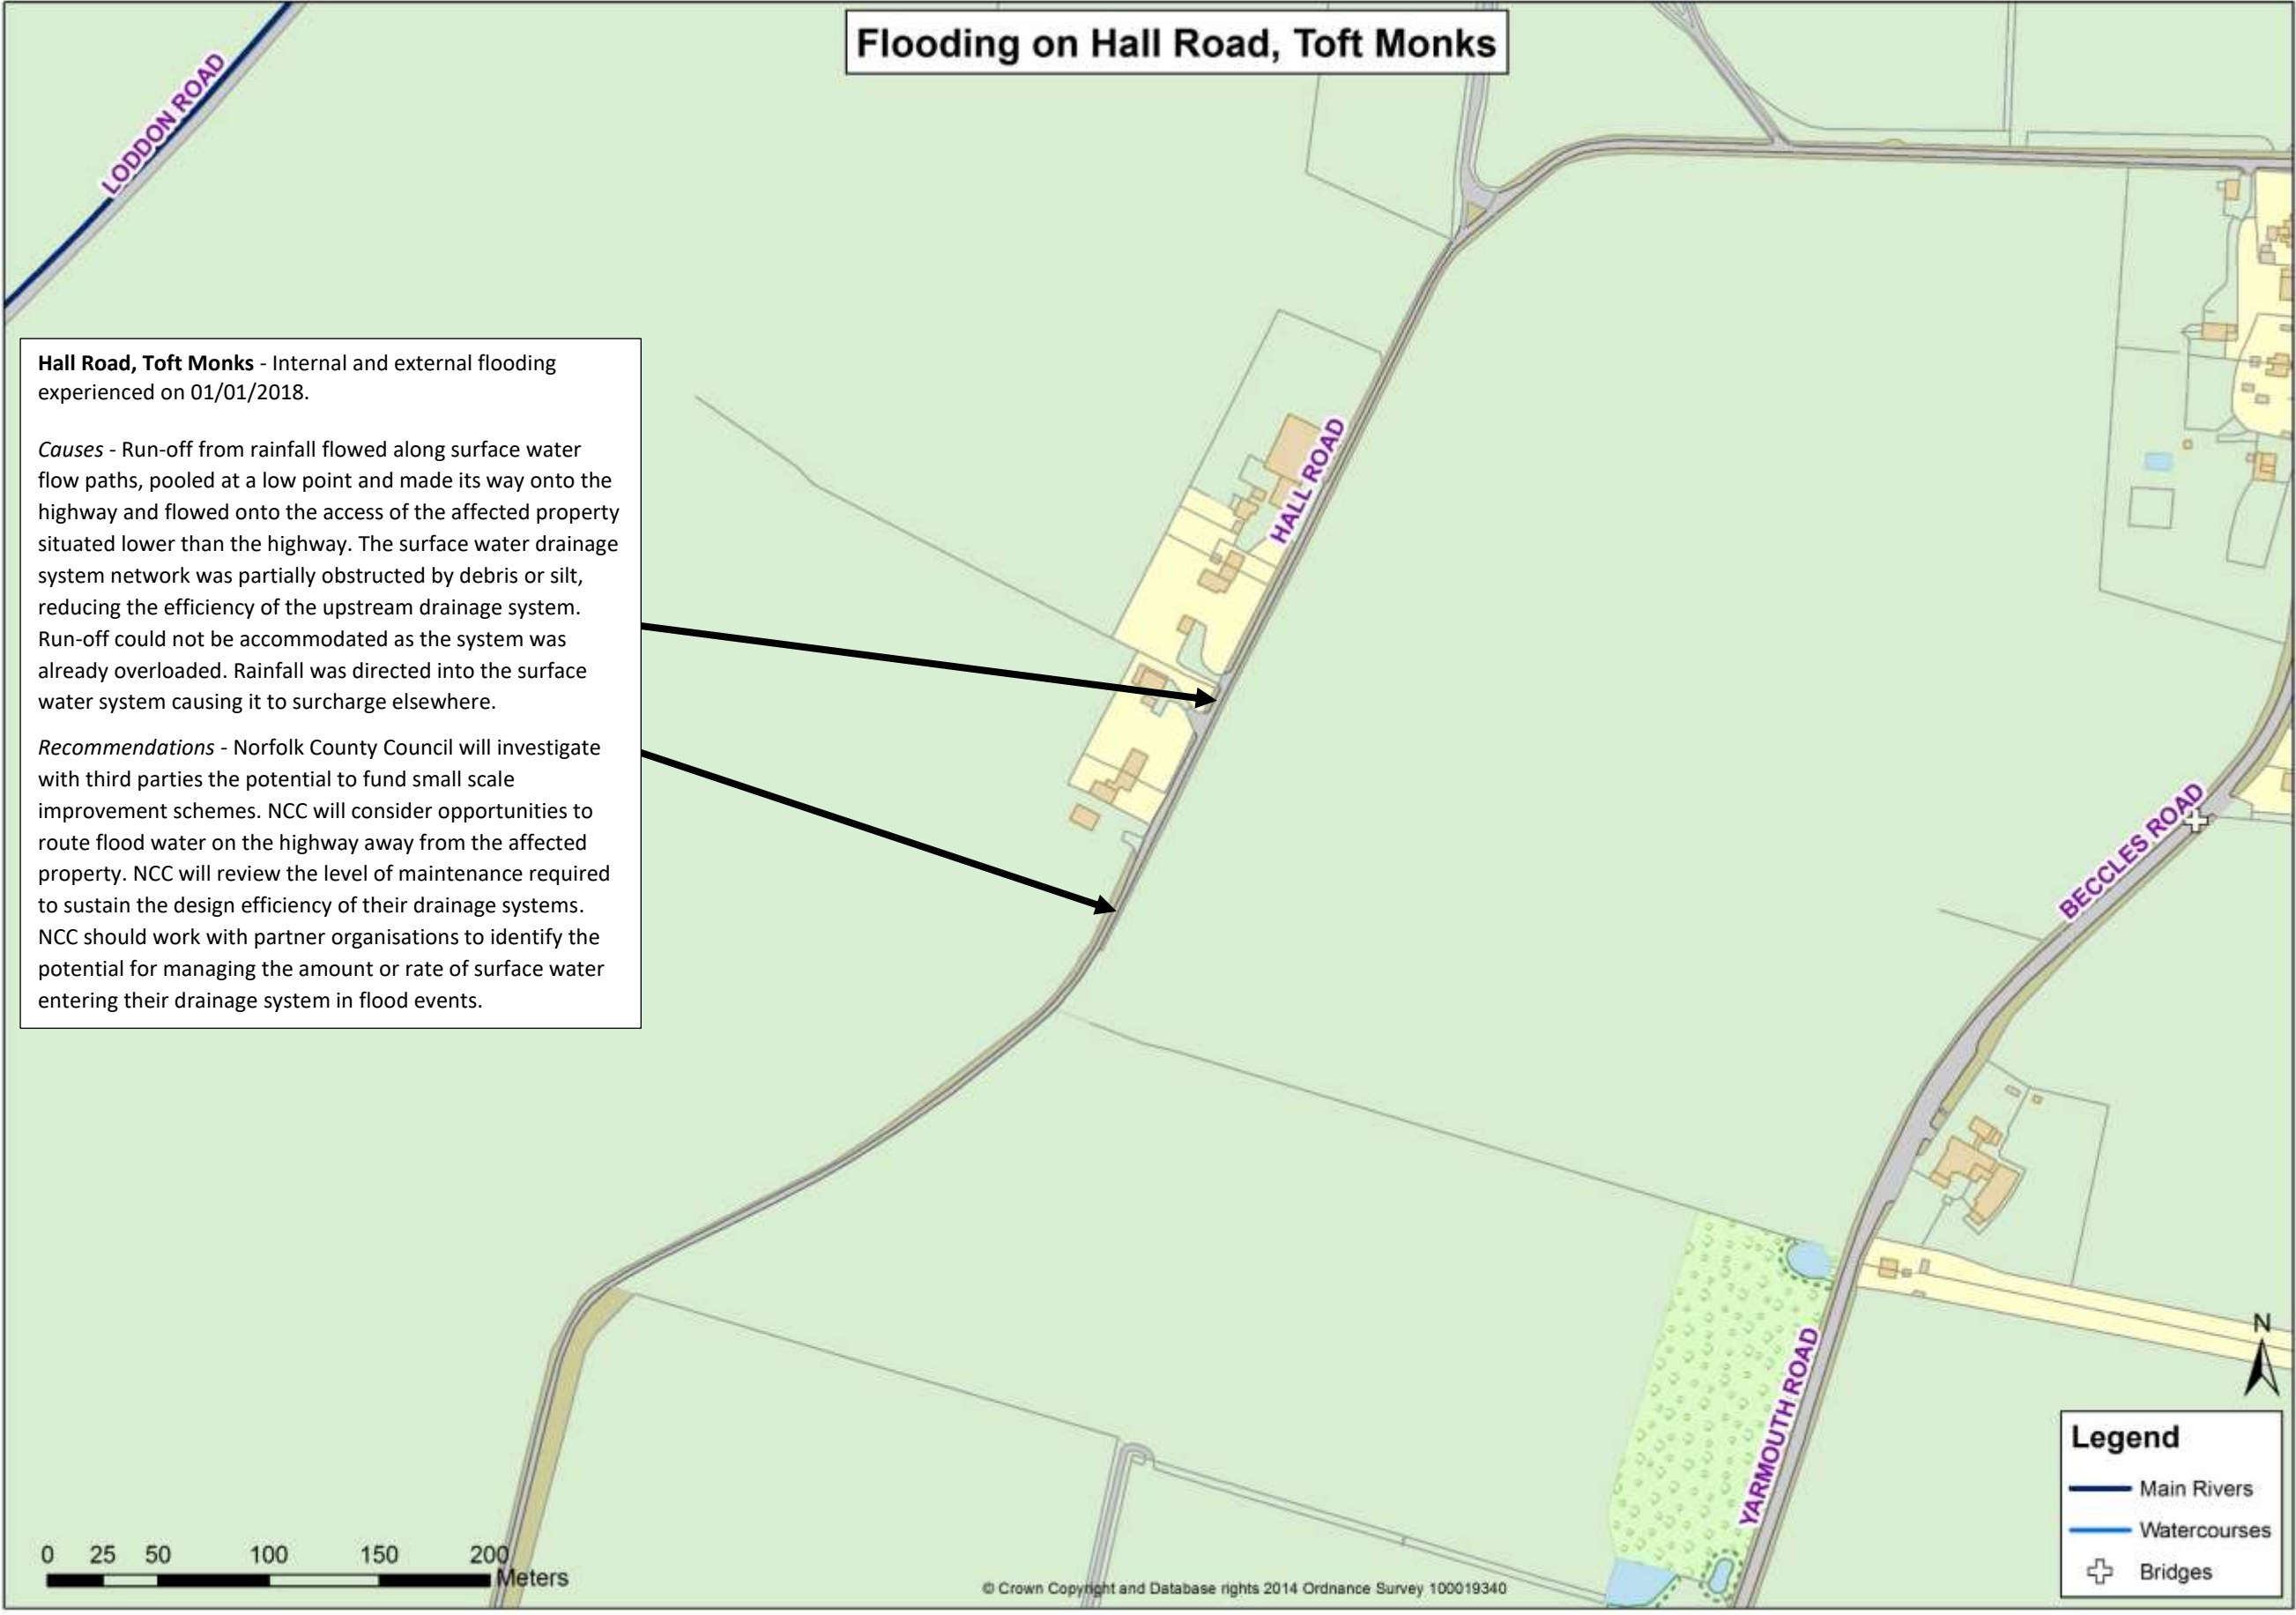 Flooding on Hall Road, Toft Monks
LODDON ROAD
Hall Road, Toft Monks - Internal and external flooding
experienced on 01/01/2018.
Causes - Run-off from rainfall flowed along surface water
flow paths, pooled at a low point and made its way onto the
highway and flowed onto the access of the affected property
situated lower than the highway. The surface water drainage
system network was partially obstructed by debris or silt,
reducing the efficiency of the upstream drainage system.
Run-off could not be accommodated as the system was
already overloaded. Rainfall was directed into the surface
water system causing it to surcharge elsewhere.
Recommendations - Norfolk County Council will investigate
with third parties the potential to fund small scale
improvement schemes. NCC will consider opportunities to
route flood water on the highway away from the affected
property. NCC will review the level of maintenance required
to sustain the design efficiency of their drainage systems.
NCC should work with partner organisations to identify the
potential for managing the amount or rate of surface water
entering their drainage system in flood events.
HALL ROAD
BECCLES ROAD
YARMOUTH ROAD
N
Legend
Main Rivers
Watercourses
Bridges
0 25 50 100 150 200
Meters
© Crown Copyright and Database rights 2014 Ordnance Survey 100019340